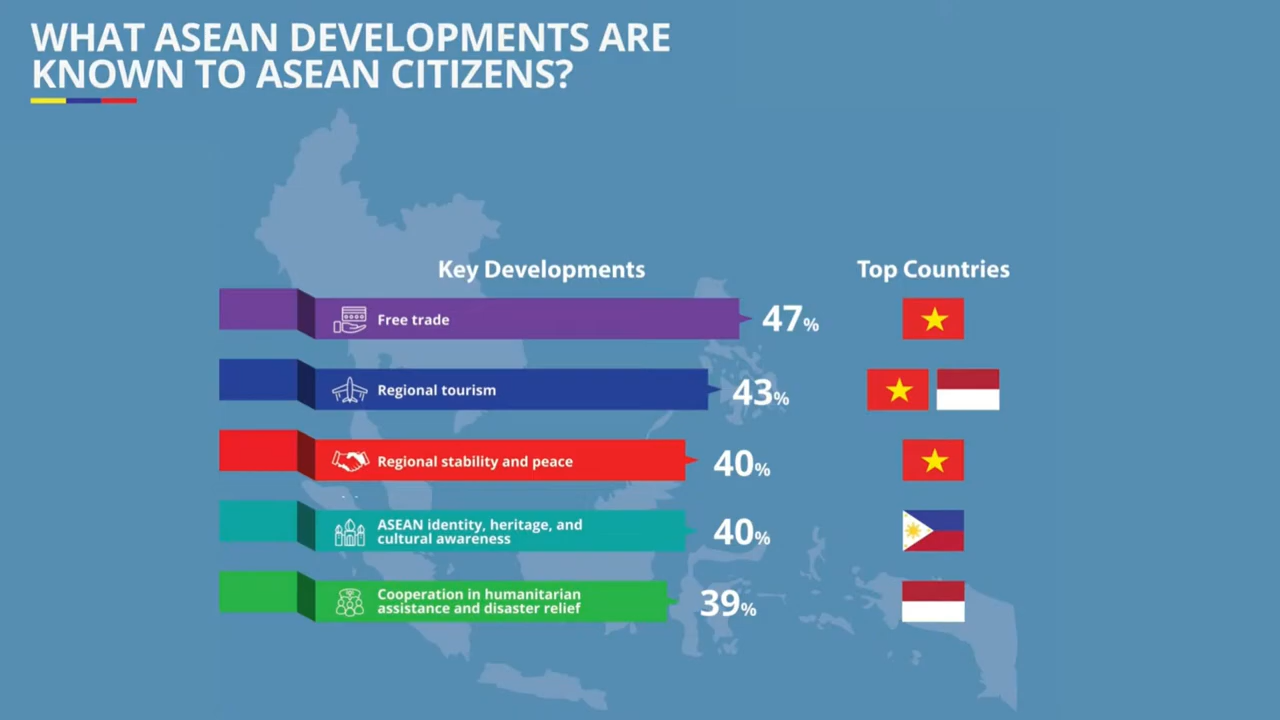 WHAT ASEAN DEVELOPMENTS ARE
KNOWN TO ASEAN CITIZENS?
Key Developments
Top Countries
Free trade
47%
Regional tourism
43%
Regional stability and peace
40%
ASEAN identity, heritage, and
cultural awareness
40%
Cooperation in humanitarian
assistance and disaster relief
39%